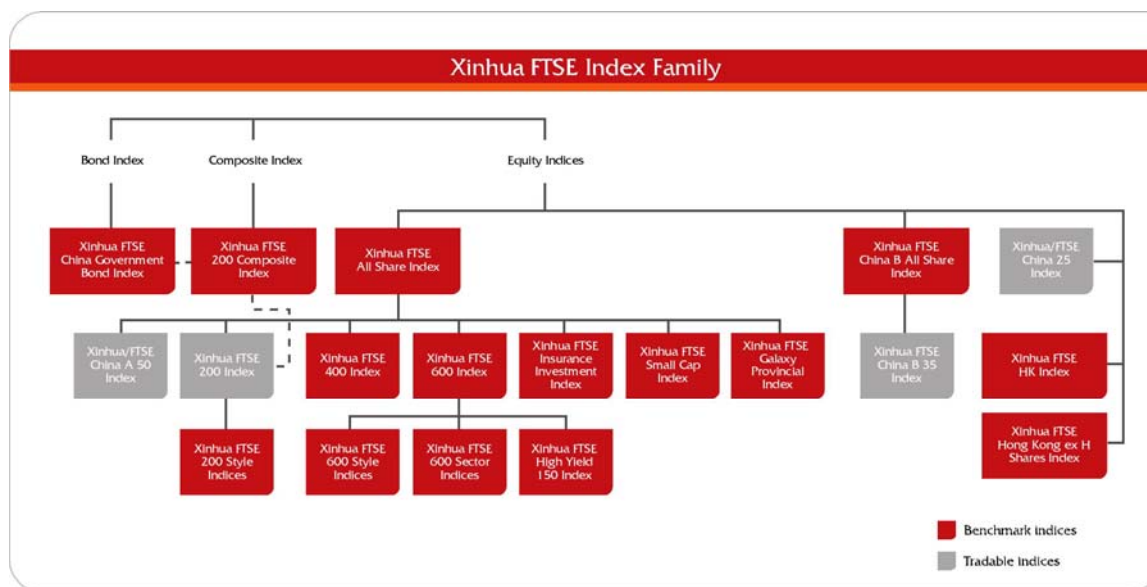 Xinhua FTSE Index Family
Bond Index
Composite Index
Equity Indices
Xinhua FTSE
China Government
Bond Index
Xinhua FTSE
200 Composite
Index
Xinhua FTSE
All Share Index
Xinhua FTSE
China B All Share
Index
Xinhua/FTSE
China 25
Index
Xinhua/FTSE
China A 50
Index
Xinhua FTSE
200 Index
Xinhua FTSE
400 Index
Xinhua FTSE
600 Index
Xinhua FTSE
Insurance
Investment
Index
Xinhua FTSE
Small Cap
Index
Xinhua FTSE
Galaxy
Provincial
Index
Xinhua FTSE
China B 35
Index
Xinhua FTSE
HK Index
Xinhua FTSE
200 Style
Indices
Xinhua FTSE
600 Style
Indices
Xinhua FTSE
600 Sector
Indices
Xinhua FTSE
High Yield
150 Index
Xinhua FTSE
Hong Kong ex H
Shares Index
Benchmark indices
Tradable indices